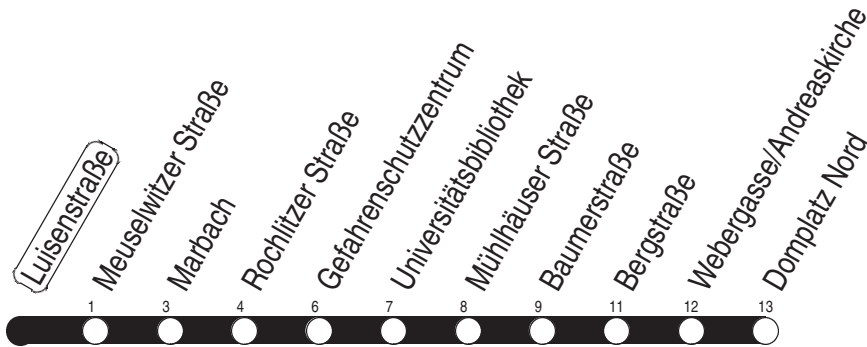 Luisenstraße
Meuselwitzer Straße
Marbach
Rochlitzer Straße
Gefahrenschutzzentrum
Universitätsbibliothek
Mühlhäuser Straße
Baumerstraße
Bergstraße
Webergasse/Andreaskirche
Domplatz Nord
1 3 4 6 7 8 9 11 12 13